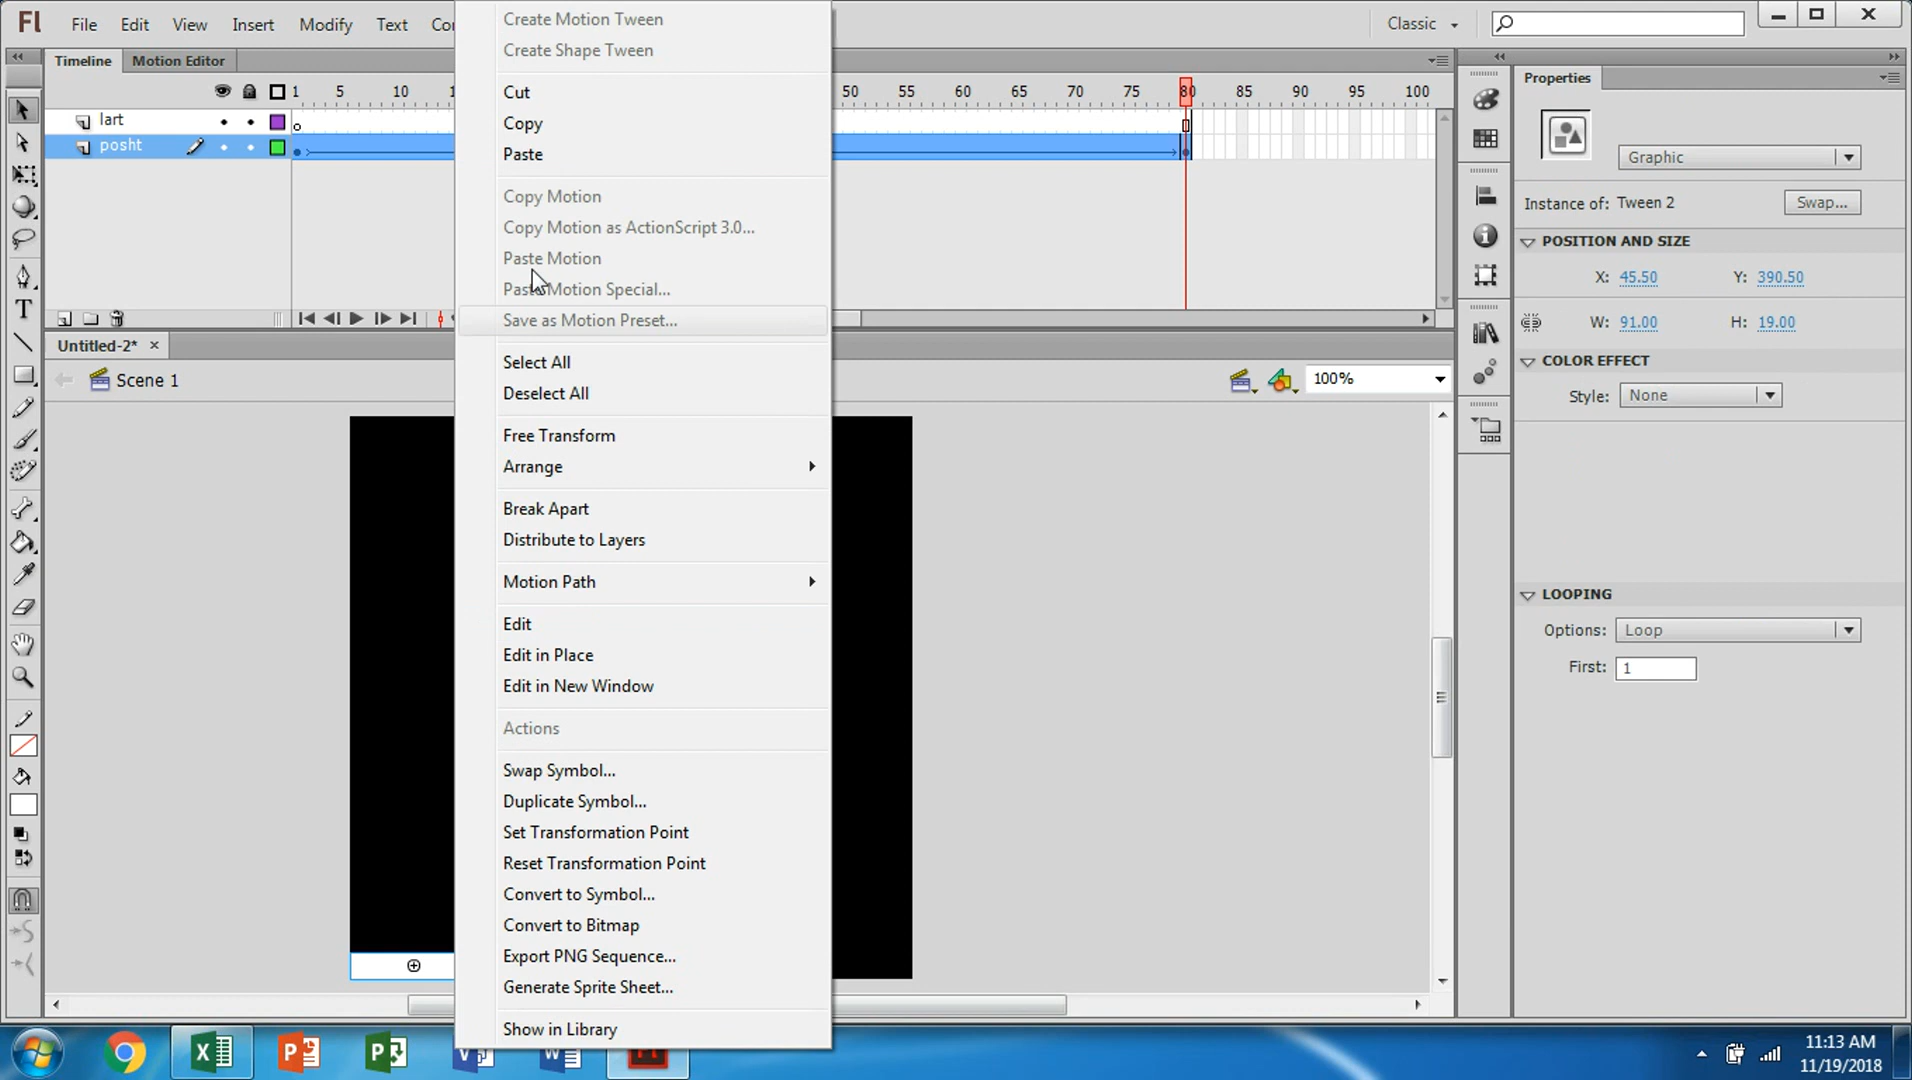 Fl File Edit View Insert Modify Text Co Classic
Timeline Motion Editor
1 5 10 50 55 60 65 70 75 80 85 90 95 100
lart
posht
Untitled-2* ×
Scene 1
100%
Create Motion Tween
Create Shape Tween
Cut
Copy
Paste
Copy Motion
Copy Motion as ActionScript 3.0...
Paste Motion
Paste Motion Special...
Save as Motion Preset...
Select All
Deselect All
Free Transform
Arrange
Break Apart
Distribute to Layers
Motion Path
Edit
Edit in Place
Edit in New Window
Actions
Swap Symbol...
Duplicate Symbol...
Set Transformation Point
Reset Transformation Point
Convert to Symbol...
Convert to Bitmap
Export PNG Sequence...
Generate Sprite Sheet...
Show in Library
Properties
Graphic
Instance of: Tween 2 Swap...
POSITION AND SIZE
X: 45.50 Y: 390.50
W: 91.00 H: 19.00
COLOR EFFECT
Style: None
LOOPING
Options: Loop
First: 1
11:13 AM
11/19/2018